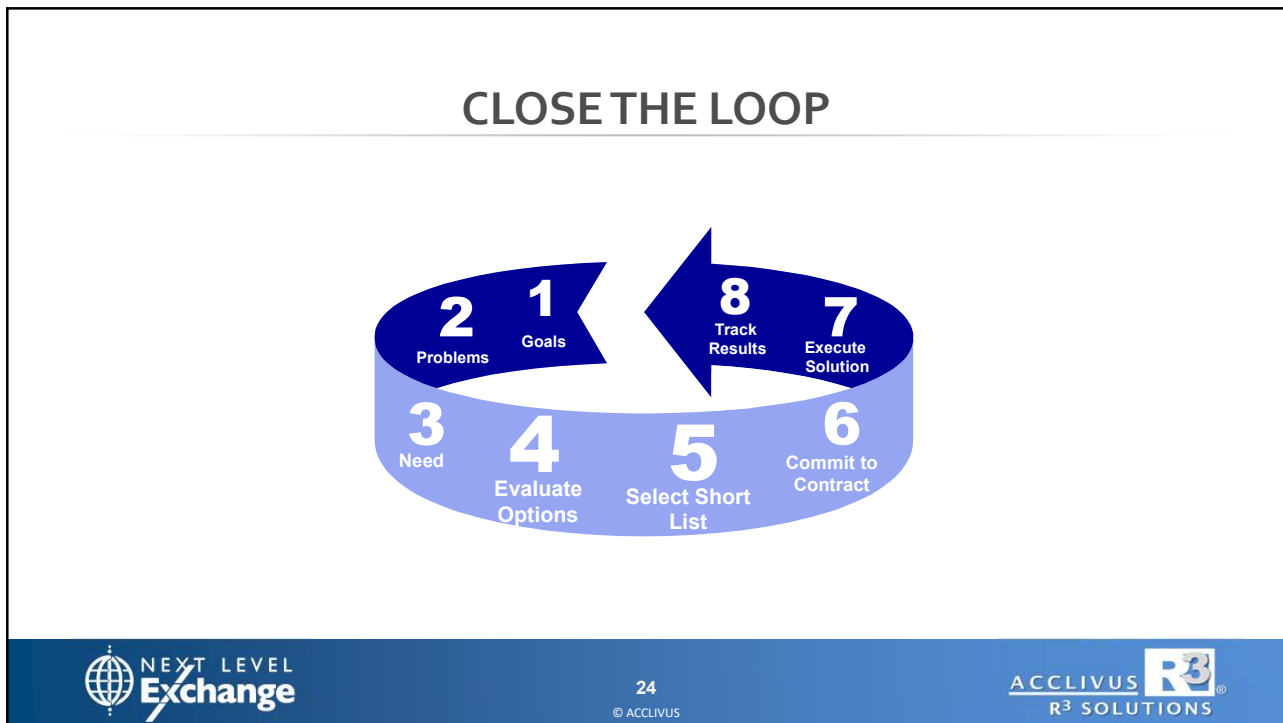 CLOSE THE LOOP
1
Goals
2
Problems
3
Need
4
Evaluate
Options
5
Select Short
List
6
Commit to
Contract
7
Execute
Solution
8
Track
Results
NEXT LEVEL
Exchange
24
© ACCLIVUS
ACCLIVUS R3®
R³ SOLUTIONS